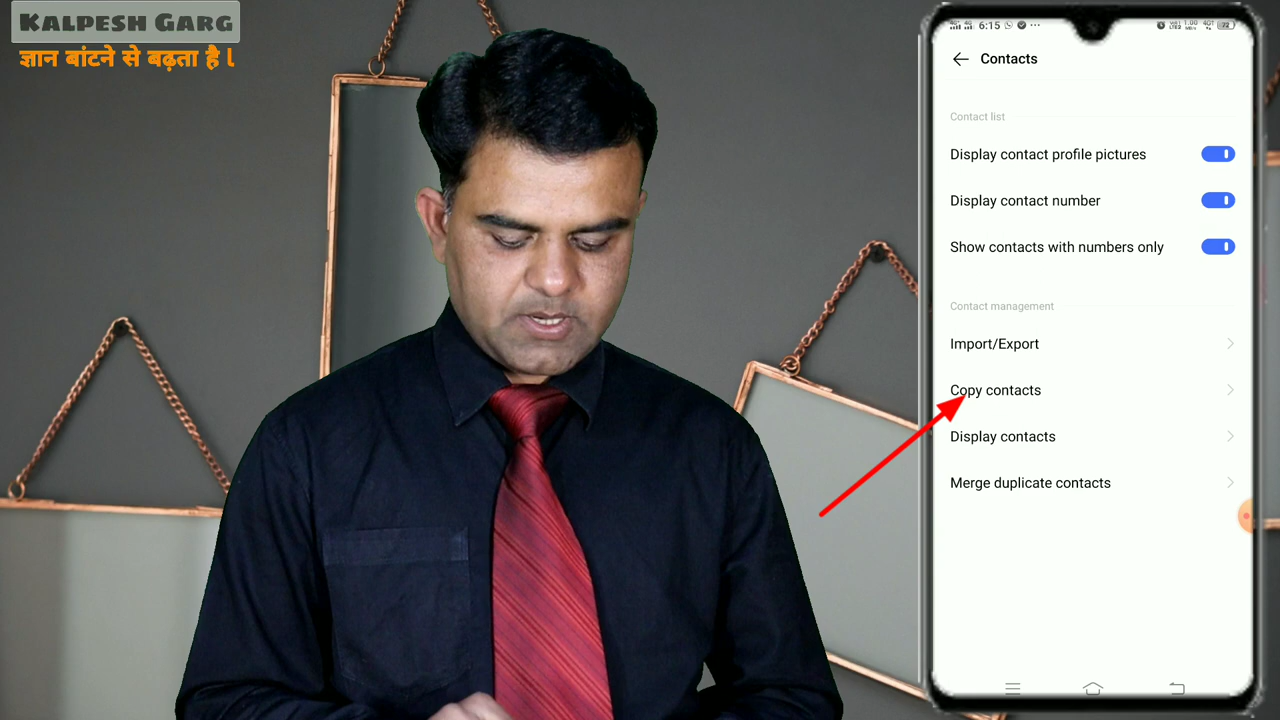 KALPESH GARG
ज्ञान बांटने से बढ़ता है ।
6:15
Contacts
Contact list
Display contact profile pictures
Display contact number
Show contacts with numbers only
Contact management
Import/Export
Copy contacts
Display contacts
Merge duplicate contacts